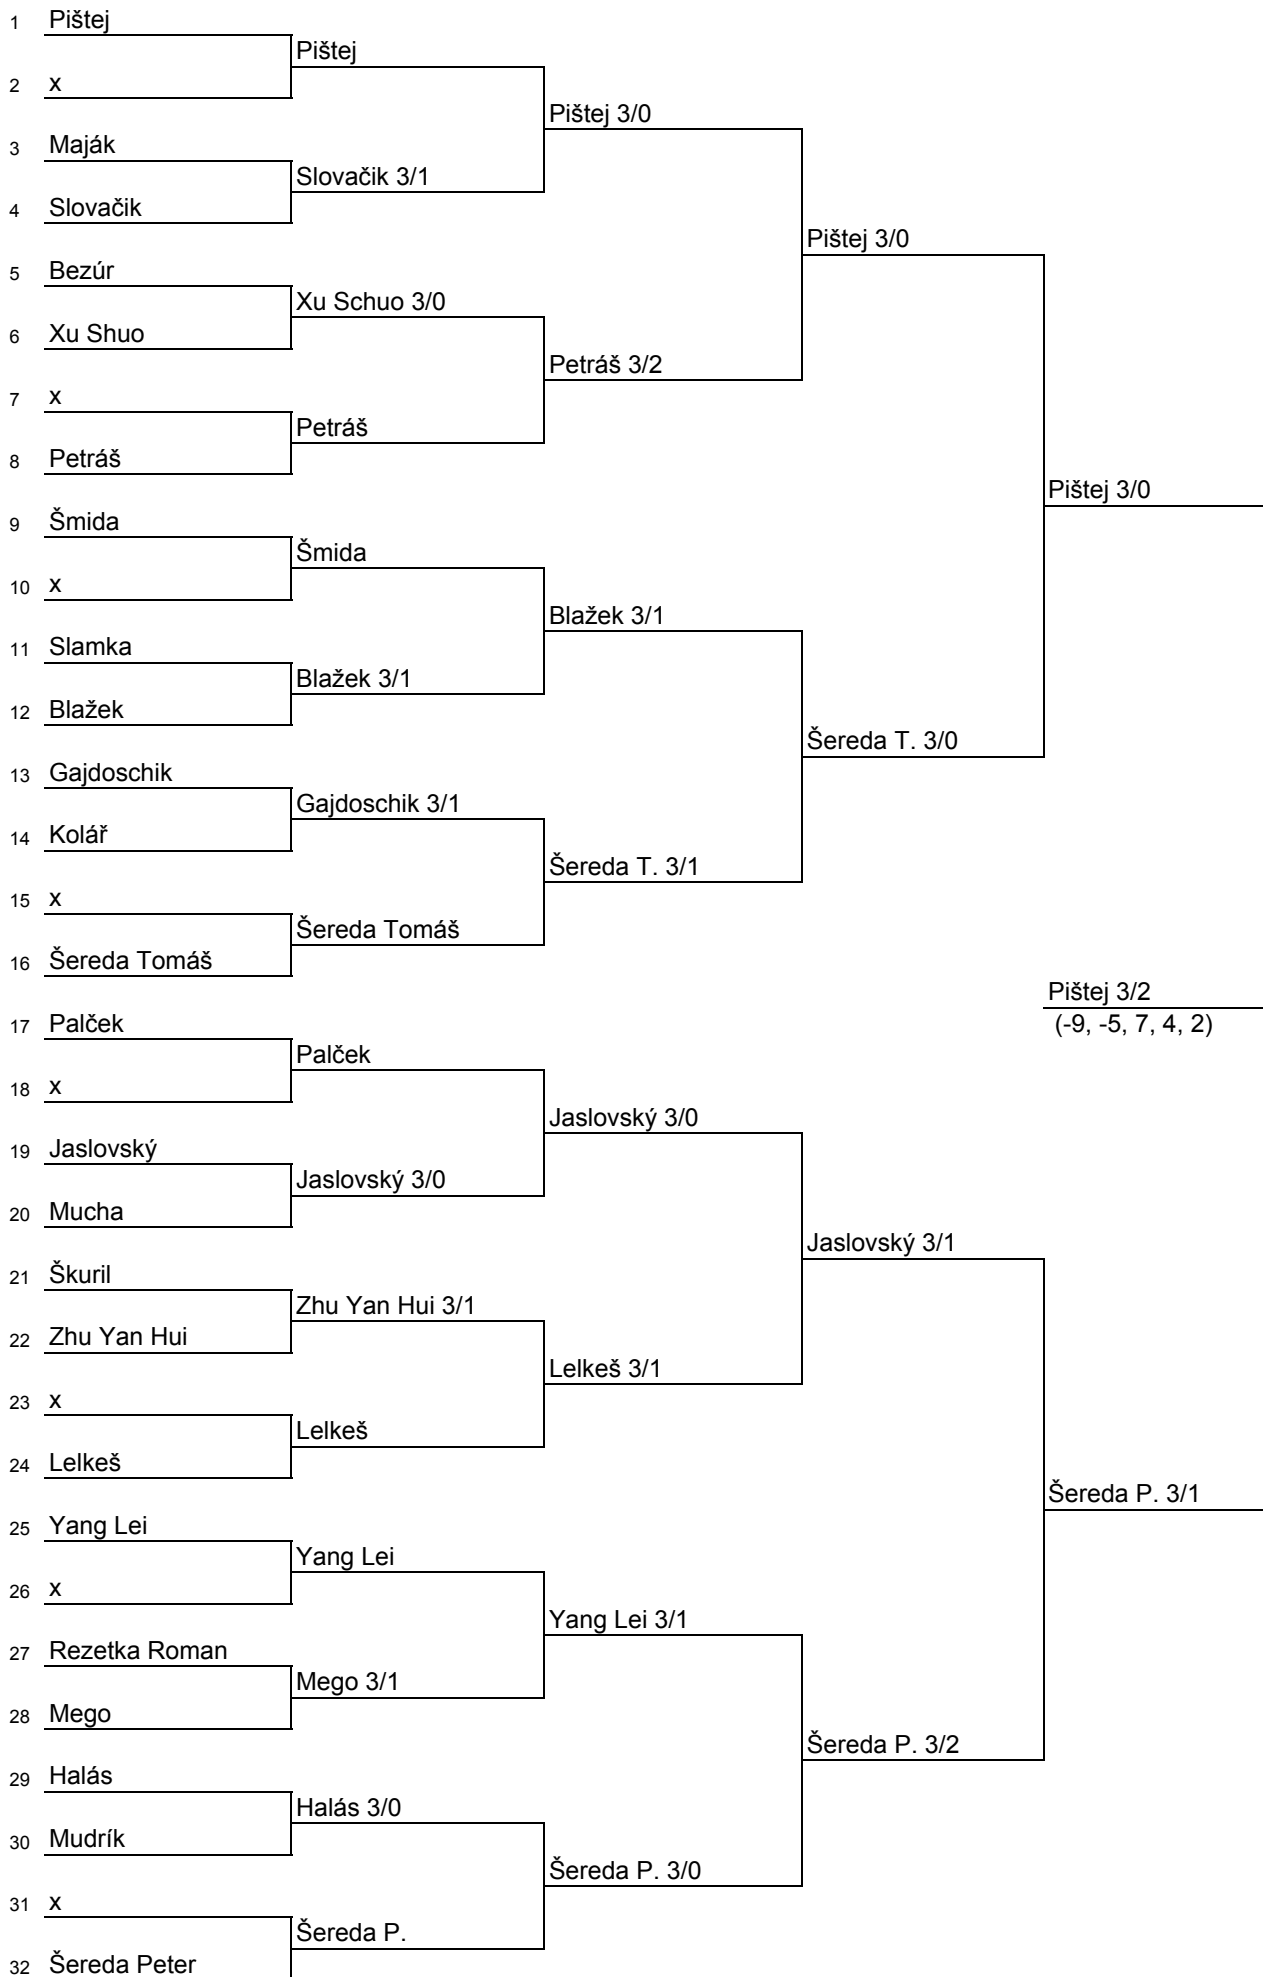 1 Pištej
Pištej
2 x
Pištej 3/0
3 Maják
Slovačik 3/1
4 Slovačik
Pištej 3/0
5 Bezúr
Xu Schuo 3/0
6 Xu Shuo
Petráš 3/2
7 x
Petráš
8 Petráš
Pištej 3/0
9 Šmida
Šmida
10 x
Blažek 3/1
11 Slamka
Blažek 3/1
12 Blažek
Šereda T. 3/0
13 Gajdoschik
Gajdoschik 3/1
14 Kolář
Šereda T. 3/1
15 x
Šereda Tomáš
16 Šereda Tomáš
Pištej 3/2
(-9, -5, 7, 4, 2)
17 Palček
Palček
18 x
Jaslovský 3/0
19 Jaslovský
Jaslovský 3/0
20 Mucha
Jaslovský 3/1
21 Škuril
Zhu Yan Hui 3/1
22 Zhu Yan Hui
Lelkeš 3/1
23 x
Lelkeš
24 Lelkeš
Šereda P. 3/1
25 Yang Lei
Yang Lei
26 x
Yang Lei 3/1
27 Rezetka Roman
Mego 3/1
28 Mego
Šereda P. 3/2
29 Halás
Halás 3/0
30 Mudrík
Šereda P. 3/0
31 x
Šereda P.
32 Šereda Peter